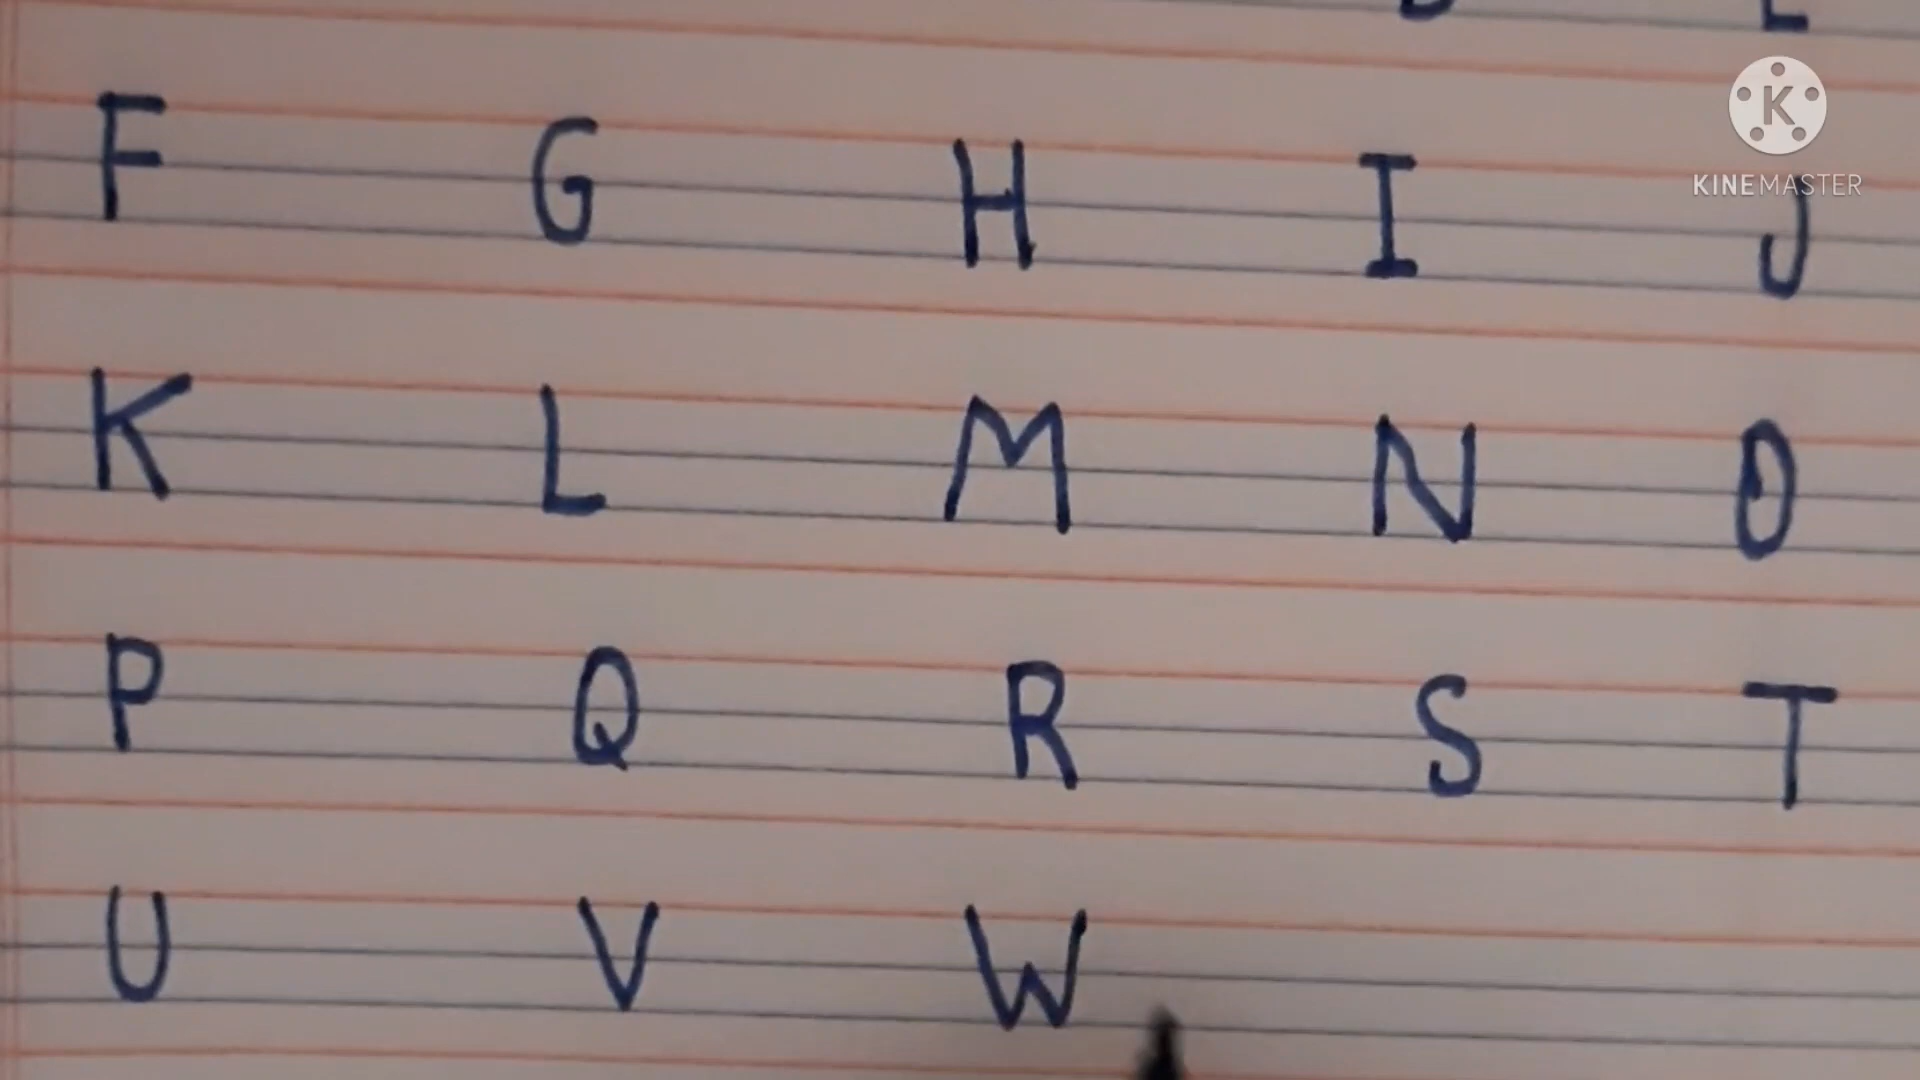 F G H I J
K L M N O
P Q R S T
U V W
K
KINEMASTER